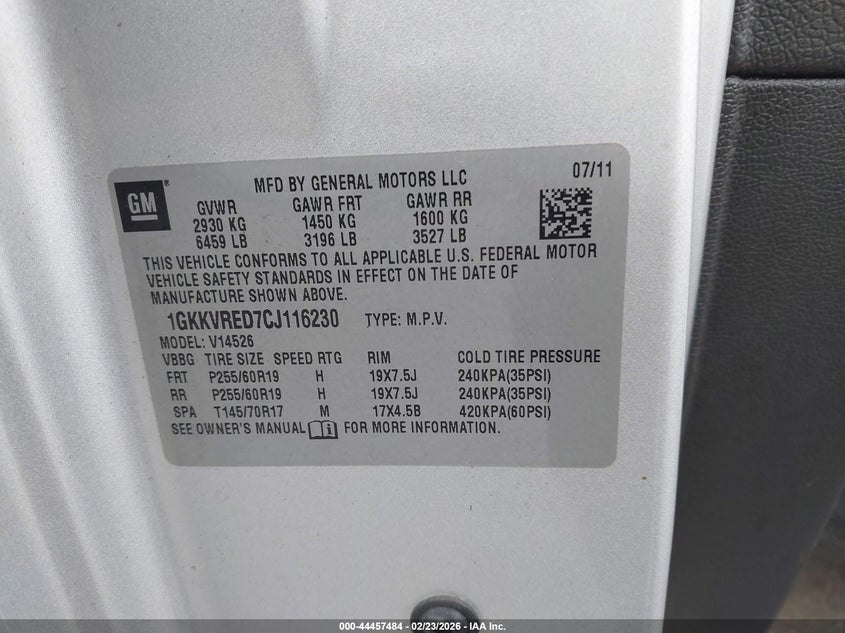 GM ®
MFD BY GENERAL MOTORS LLC 07/11
GVWR GAWR FRT GAWR RR
2930 KG 1450 KG 1600 KG
6459 LB 3196 LB 3527 LB
THIS VEHICLE CONFORMS TO ALL APPLICABLE U.S. FEDERAL MOTOR
VEHICLE SAFETY STANDARDS IN EFFECT ON THE DATE OF
MANUFACTURE SHOWN ABOVE.
1GKKVRED7CJ116230 TYPE: M.P.V.
MODEL: V14526
VBBG TIRE SIZE SPEED RTG RIM COLD TIRE PRESSURE
FRT P255/60R19 H 19X7.5J 240KPA(35PSI)
RR P255/60R19 H 19X7.5J 240KPA(35PSI)
SPA T145/70R17 M 17X4.5B 420KPA(60PSI)
SEE OWNER'S MANUAL FOR MORE INFORMATION.
000-44457484 - 02/23/2026 - IAA Inc.